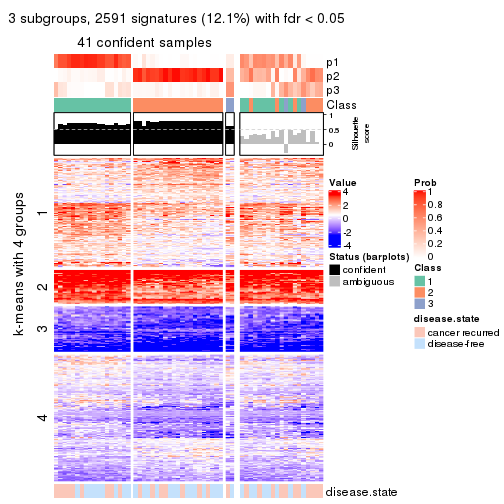 3 subgroups, 2591 signatures (12.1%) with fdr < 0.05
41 confident samples
p1
p2
p3
Class
1
0.5
0
Silhouette
score
k-means with 4 groups
1
2
3
4
Value
4
2
0
-2
-4
Status (barplots)
confident
ambiguous
Prob
1
0.8
0.6
0.4
0.2
0
Class
1
2
3
disease.state
cancer recurred
disease-free
disease.state